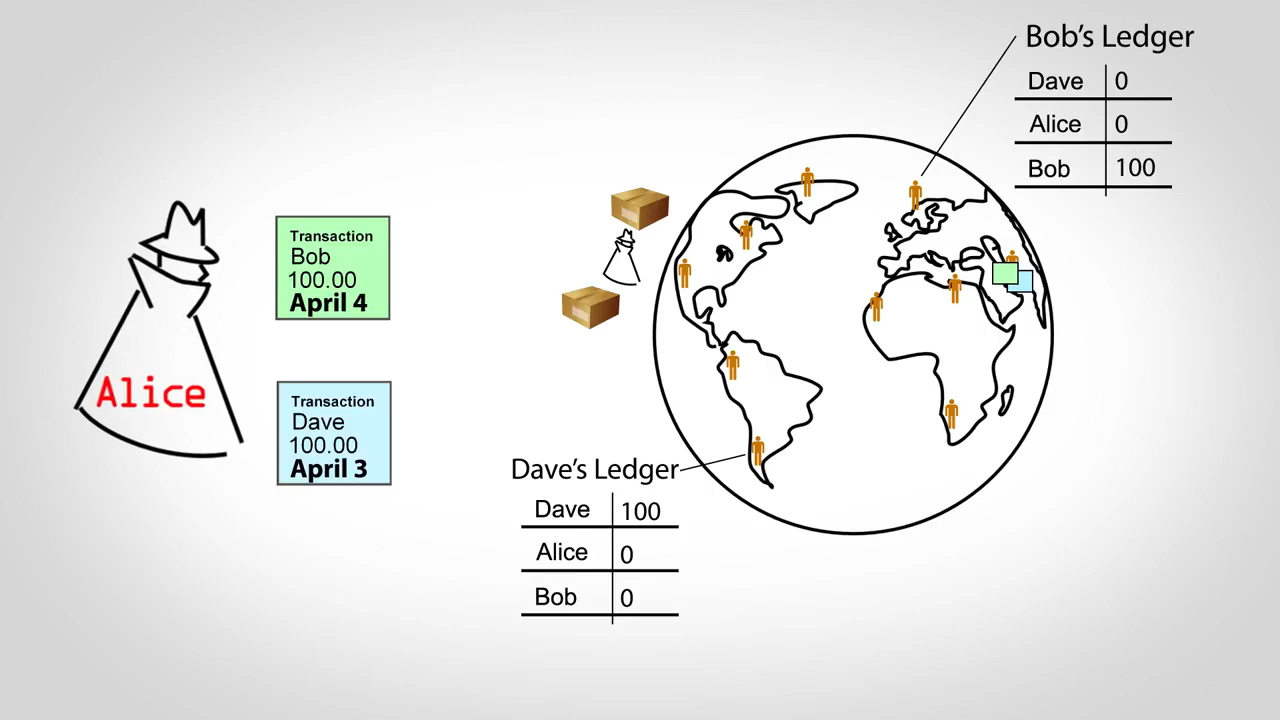 Bob's Ledger
Dave 0
Alice 0
Bob 100
Transaction
Bob
100.00
April 4
Alice
Transaction
Dave
100.00
April 3
Dave's Ledger
Dave 100
Alice 0
Bob 0